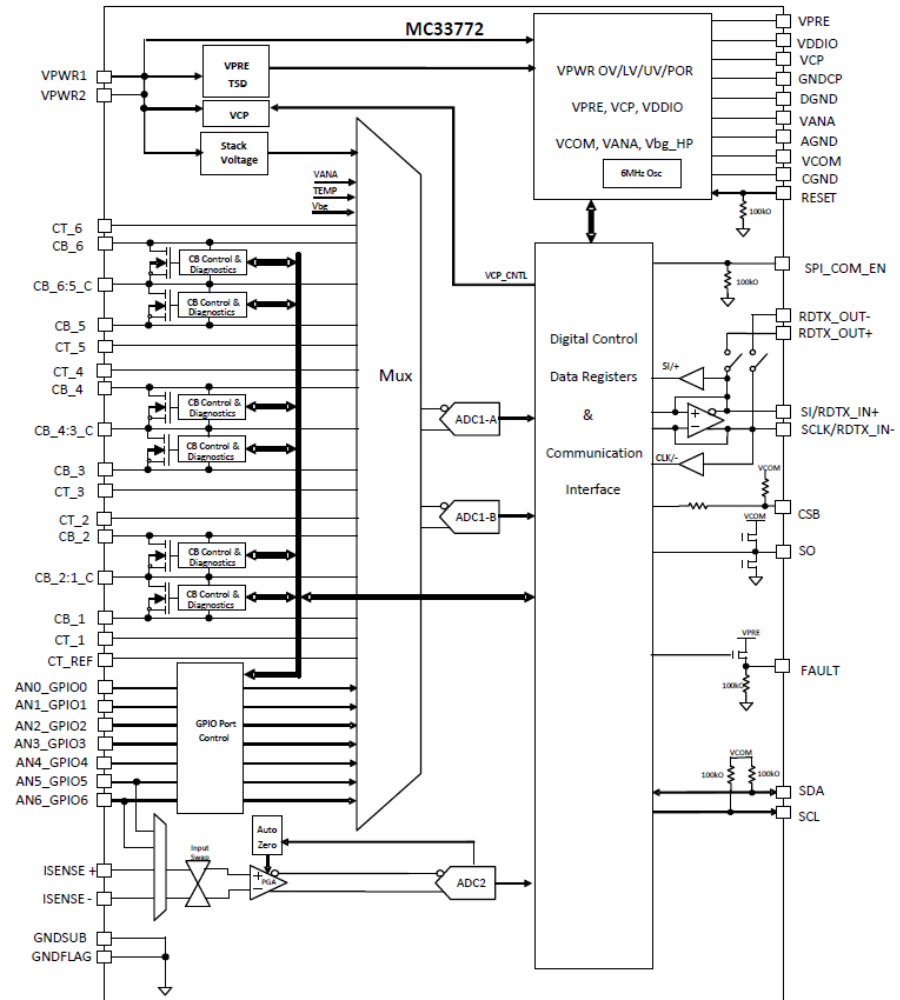 MC33772
VPWR1
VPWR2
VPRE
TSD
VCP
Stack
Voltage
VPWR OV/LV/UV/POR
VPRE, VCP, VDDIO
VCOM, VANA, Vbg_HP
6MHz Osc
VPRE
VDDIO
VCP
GNDCP
DGND
VANA
AGND
VCOM
CGND
RESET
100kO
VANA
TEMP
Vbg
CT_6
CB_6
CB_6:5_C
CB_5
CT_5
CT_4
CB_4
CB_4:3_C
CB_3
CT_3
CT_2
CB_2
CB_2:1_C
CB_1
CT_1
CT_REF
CB Control &
Diagnostics
CB Control &
Diagnostics
CB Control &
Diagnostics
CB Control &
Diagnostics
CB Control &
Diagnostics
CB Control &
Diagnostics
AN0_GPIO0
AN1_GPIO1
AN2_GPIO2
AN3_GPIO3
AN4_GPIO4
AN5_GPIO5
AN6_GPIO6
GPIO Port
Control
Mux
ADC1-A
ADC1-B
VCP_CNTL
Digital Control
Data Registers
&
Communication
Interface
SPI_COM_EN
100kO
RDTX_OUT-
RDTX_OUT+
SI/+
SI/RDTX_IN+
SCLK/RDTX_IN-
CLK/-
+
−
VCOM
CSB
VCOM
SO
VPRE
FAULT
100kO
VCOM
100kO
100kO
SDA
SCL
ISENSE +
ISENSE -
Input
Swap
Auto
Zero
+
−
PGA
ADC2
GNDSUB
GNDFLAG